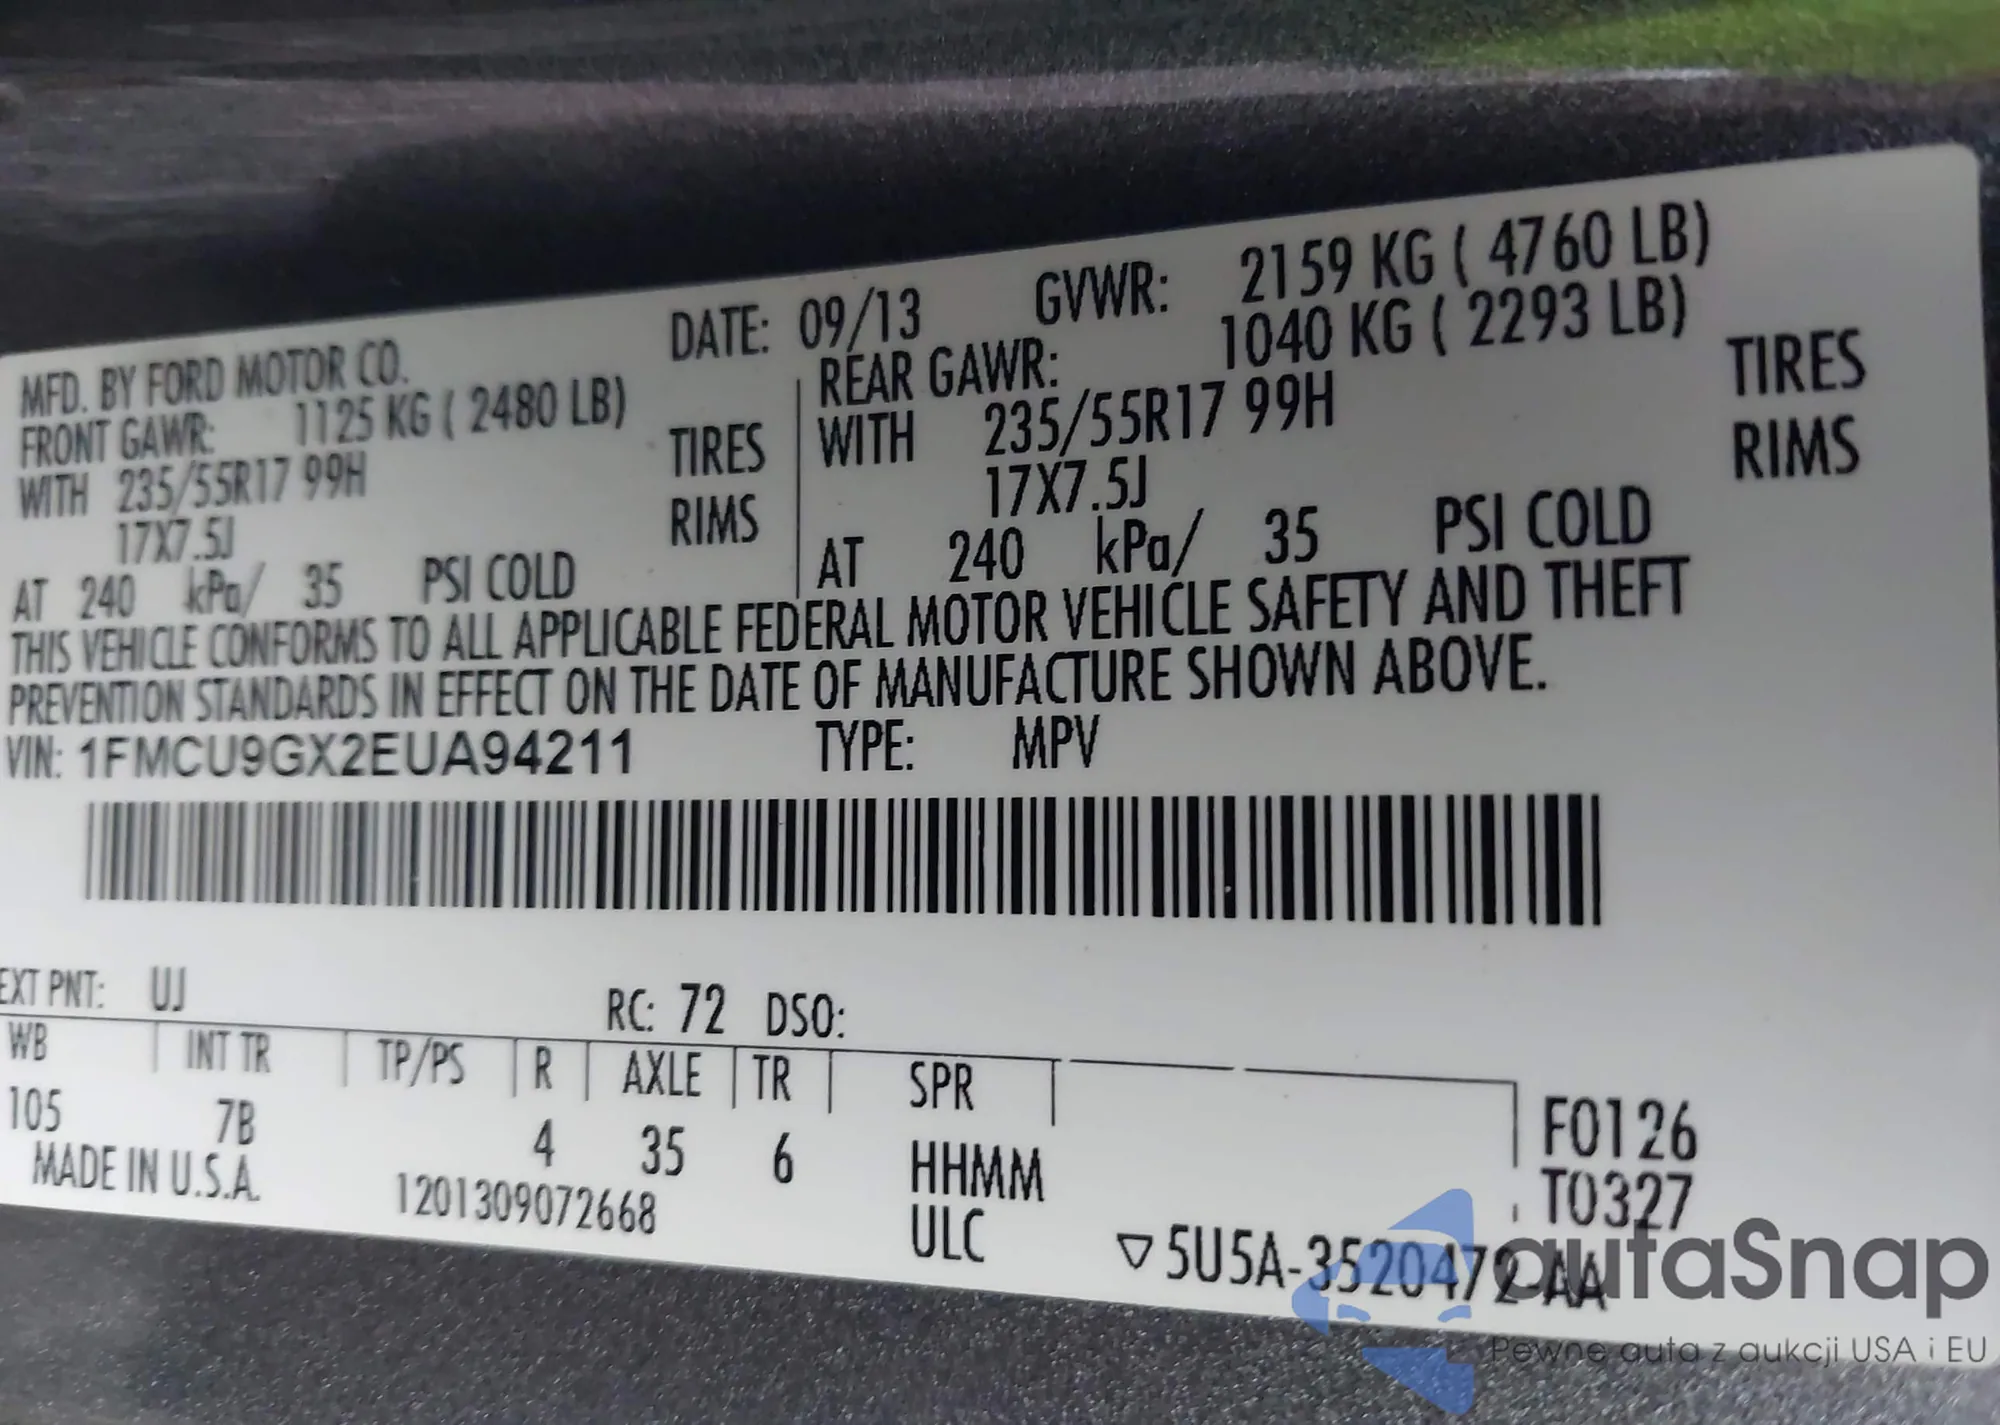 MFD. BY FORD MOTOR CO. DATE: 09/13 GVWR: 2159 KG ( 4760 LB)
FRONT GAWR: 1125 KG ( 2480 LB) REAR GAWR: 1040 KG ( 2293 LB)
WITH 235/55R17 99H TIRES WITH 235/55R17 99H TIRES
17X7.5J RIMS 17X7.5J RIMS
AT 240 kPa/ 35 PSI COLD AT 240 kPa/ 35 PSI COLD
THIS VEHICLE CONFORMS TO ALL APPLICABLE FEDERAL MOTOR VEHICLE SAFETY AND THEFT
PREVENTION STANDARDS IN EFFECT ON THE DATE OF MANUFACTURE SHOWN ABOVE.
VIN: 1FMCU9GX2EUA94211 TYPE: MPV
EXT PNT: UJ RC: 72 DSO:
WB INT TR TP/PS R AXLE TR SPR
105 7B 4 35 6 HHMM F0126
MADE IN U.S.A. 1201309072668 ULC T0327
▽5U5A-3520472-AA
autaSnap
Pewne auta z aukcji USA i EU